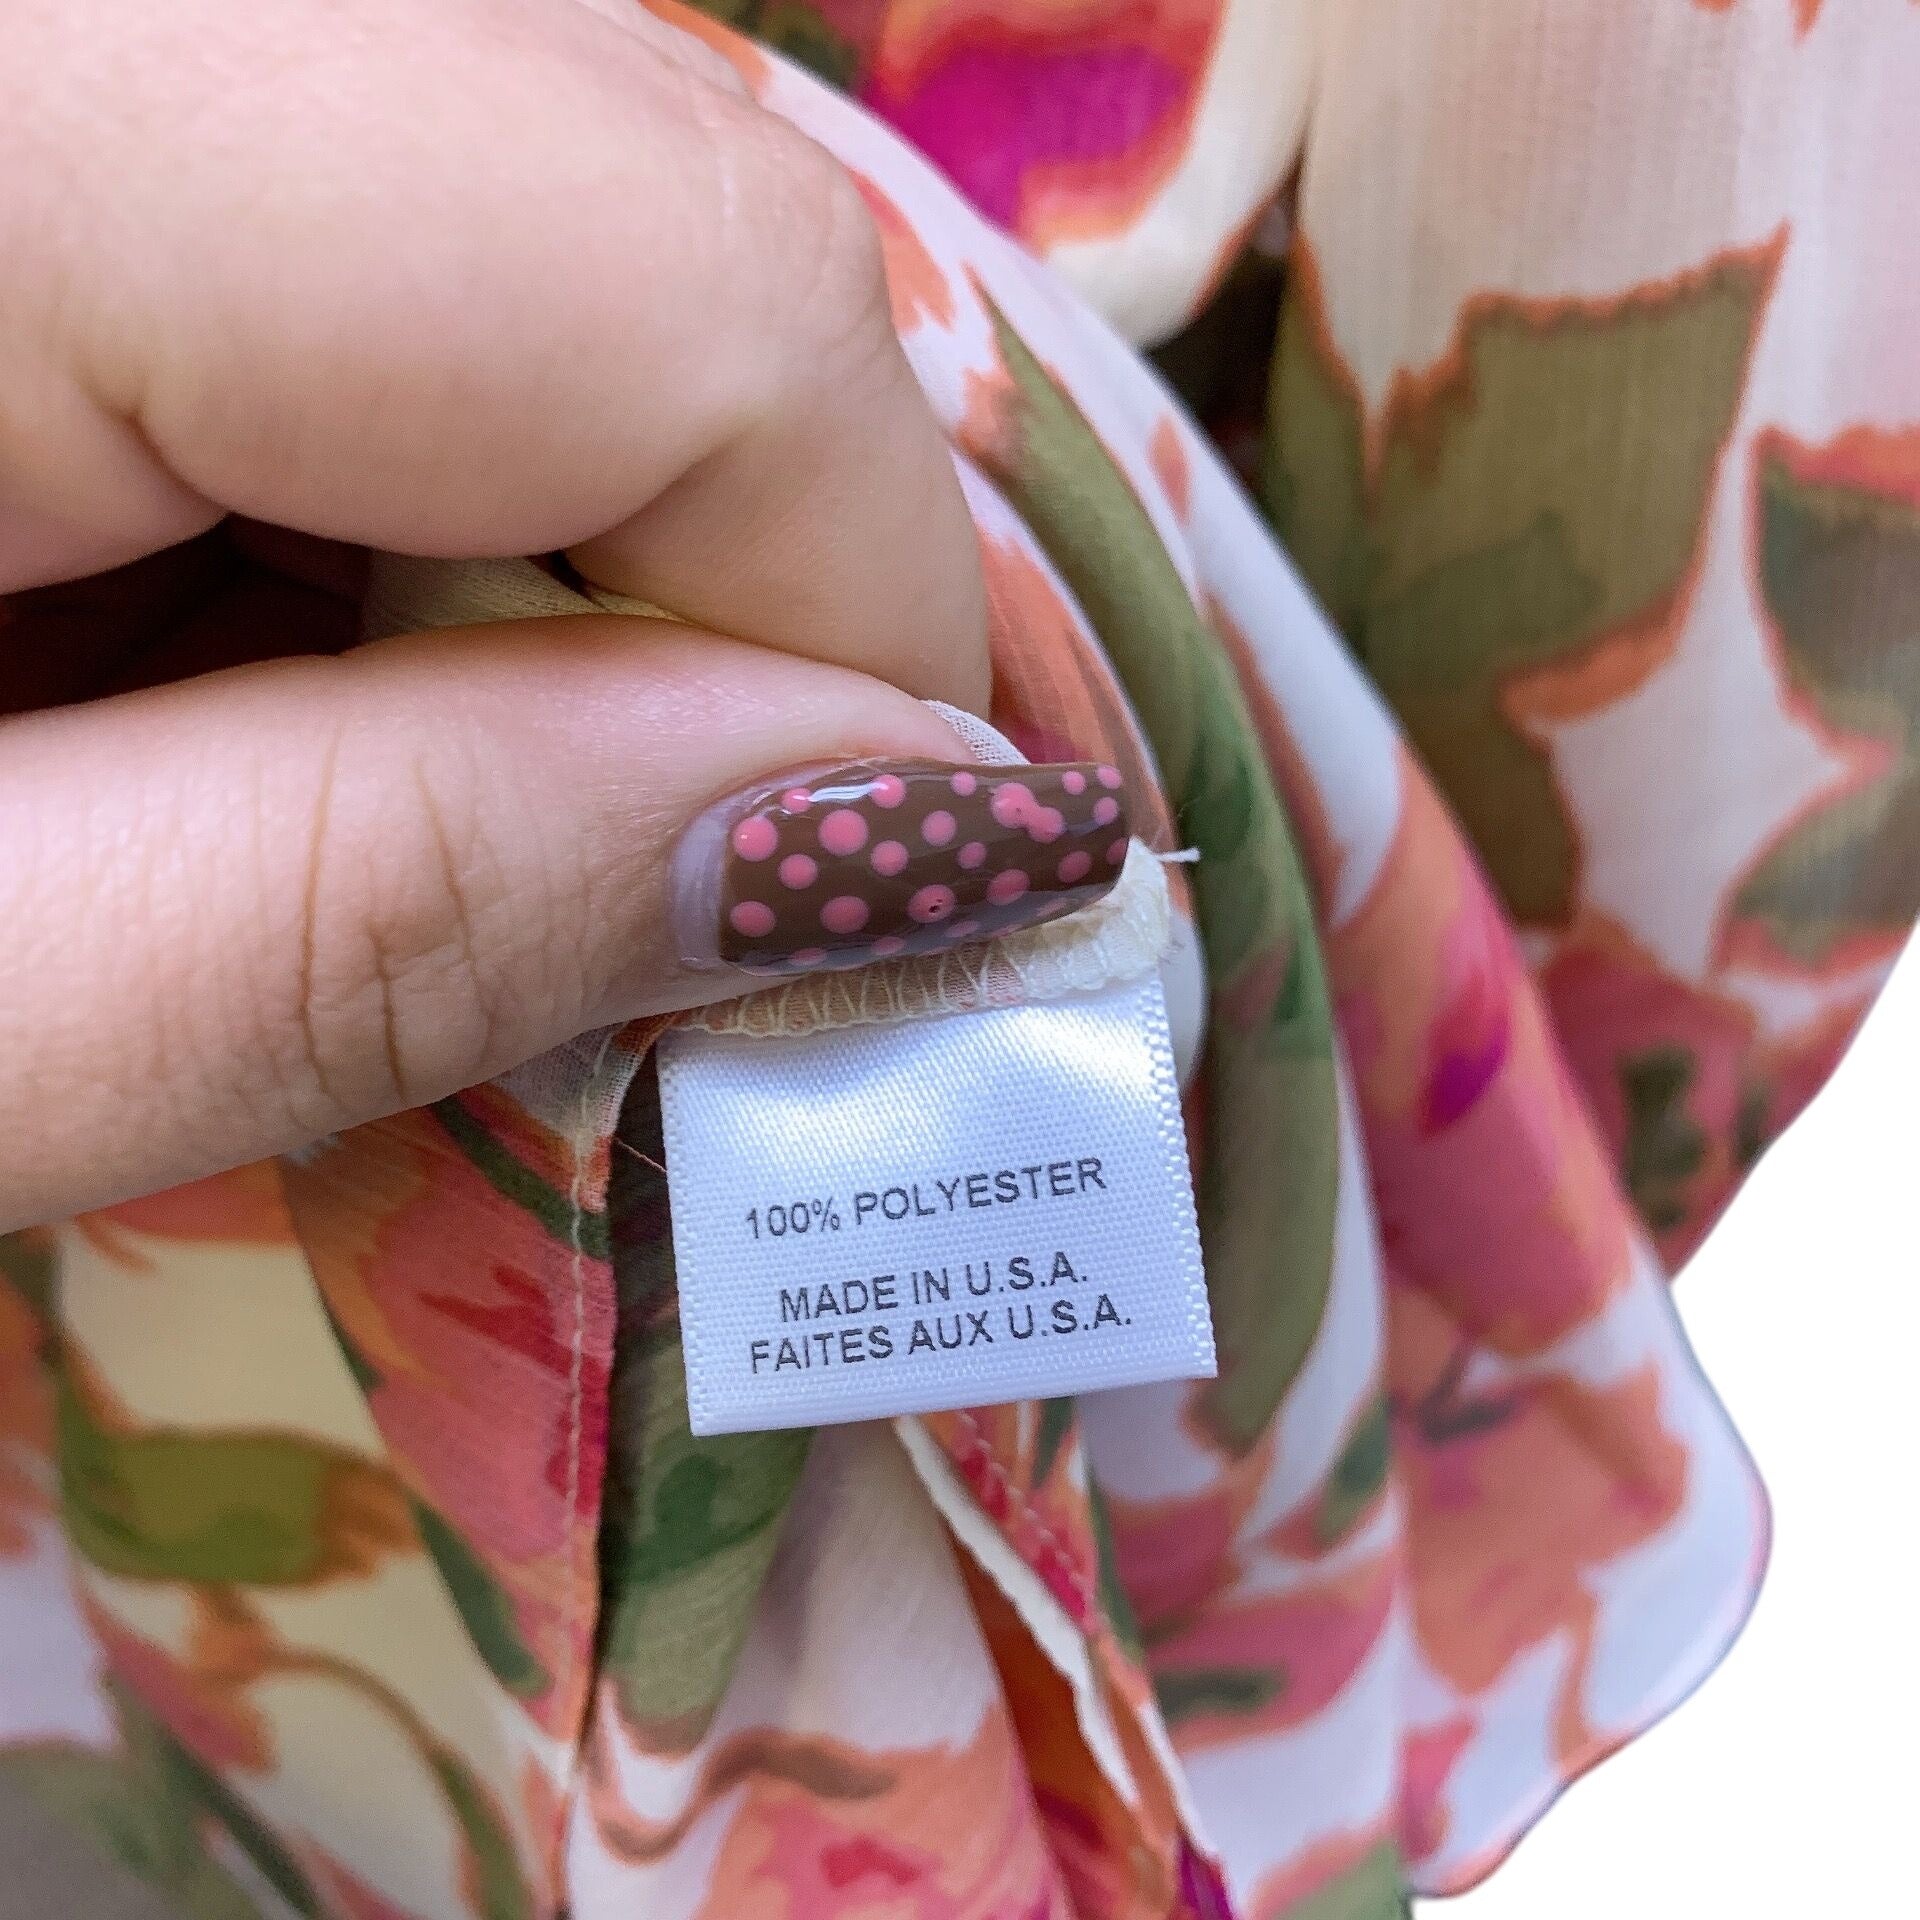 100% POLYESTER
MADE IN U.S.A.
FAITES AUX U.S.A.